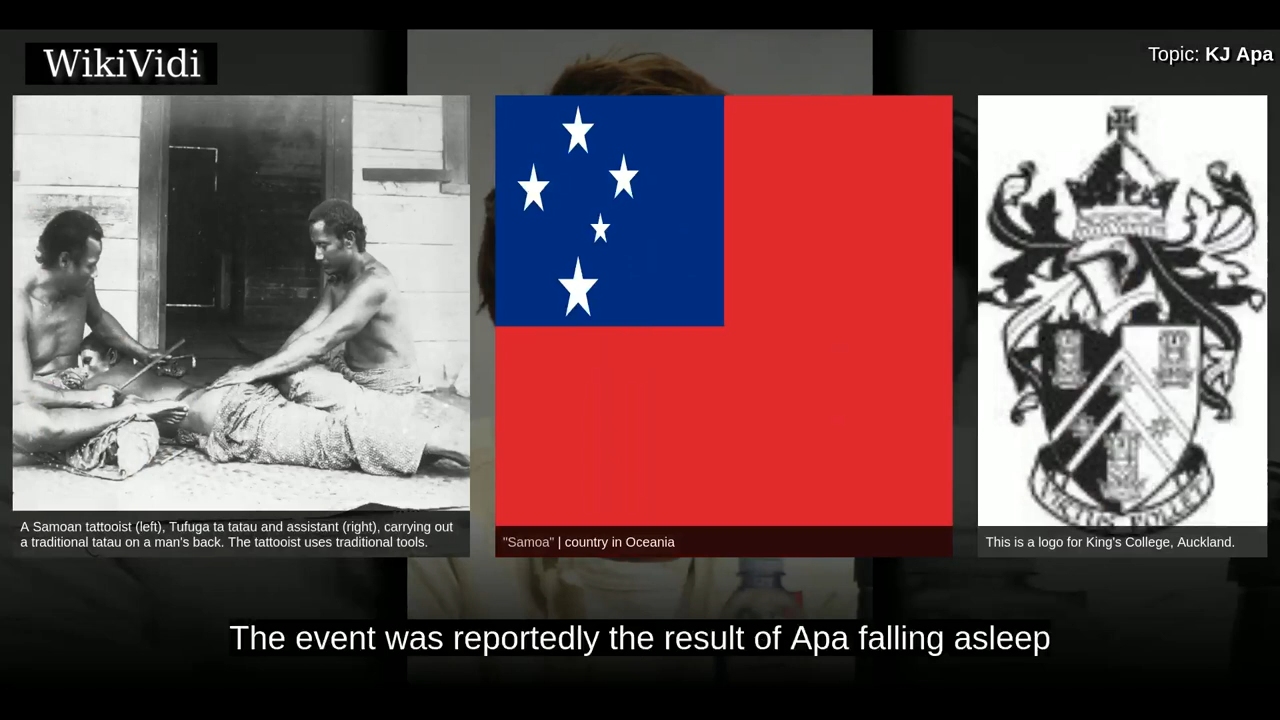 WikiVidi
Topic: KJ Apa
A Samoan tattooist (left), Tufuga ta tatau and assistant (right), carrying out
a traditional tatau on a man's back. The tattooist uses traditional tools.
"Samoa" | country in Oceania
This is a logo for King's College, Auckland.
The event was reportedly the result of Apa falling asleep